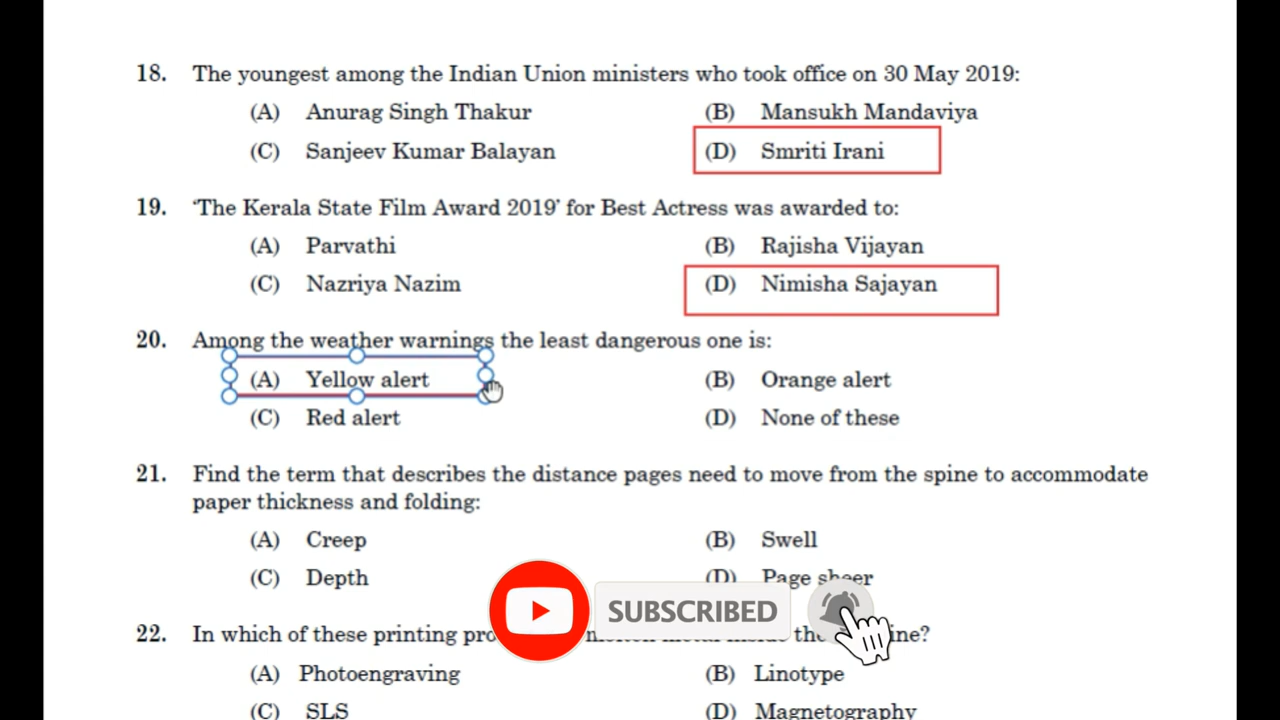 18. The youngest among the Indian Union ministers who took office on 30 May 2019:
(A) Anurag Singh Thakur (B) Mansukh Mandaviya
(C) Sanjeev Kumar Balayan (D) Smriti Irani
19. 'The Kerala State Film Award 2019' for Best Actress was awarded to:
(A) Parvathi (B) Rajisha Vijayan
(C) Nazriya Nazim (D) Nimisha Sajayan
20. Among the weather warnings the least dangerous one is:
(A) Yellow alert (B) Orange alert
(C) Red alert (D) None of these
21. Find the term that describes the distance pages need to move from the spine to accommodate
paper thickness and folding:
(A) Creep (B) Swell
(C) Depth (D) Page sheer
SUBSCRIBED
22. In which of these printing molten metal inside the
(A) Photoengraving (B) Linotype
(C) SLS (D) Magnetography